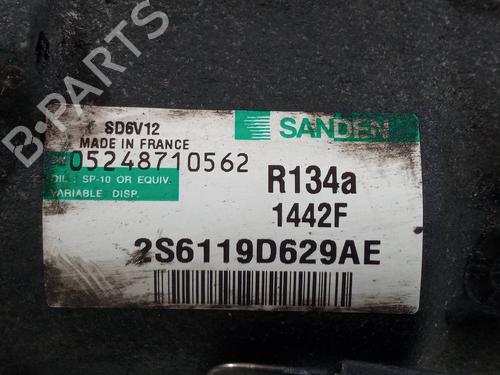 B-PARTS
SD6V12
MADE IN FRANCE
SANDEN
05248710562
OIL : SP-10 OR EQUIV.
VARIABLE DISP.
R134a
1442F
2S6119D629AE